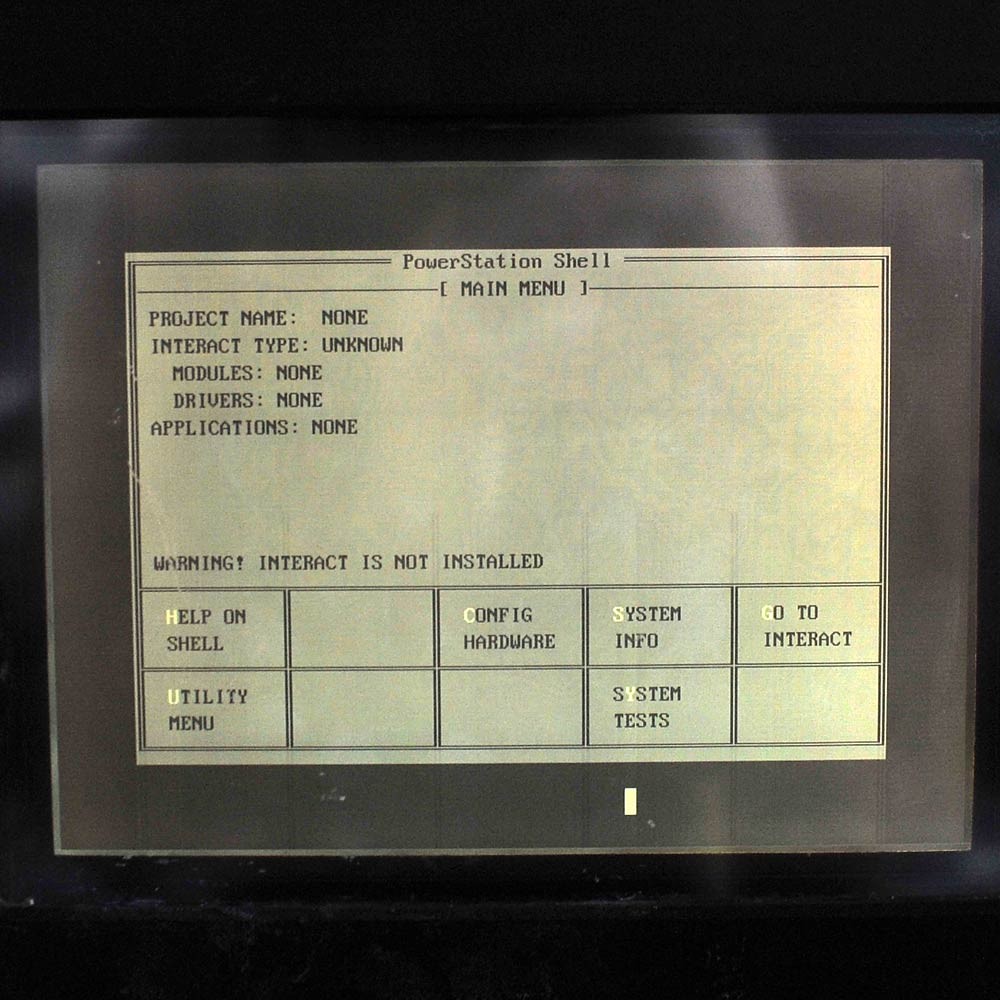 PowerStation Shell
[ MAIN MENU ]
PROJECT NAME: NONE
INTERACT TYPE: UNKNOWN
MODULES: NONE
DRIVERS: NONE
APPLICATIONS: NONE
WARNING! INTERACT IS NOT INSTALLED
HELP ON
SHELL
CONFIG
HARDWARE
SYSTEM
INFO
GO TO
INTERACT
UTILITY
MENU
SYSTEM
TESTS